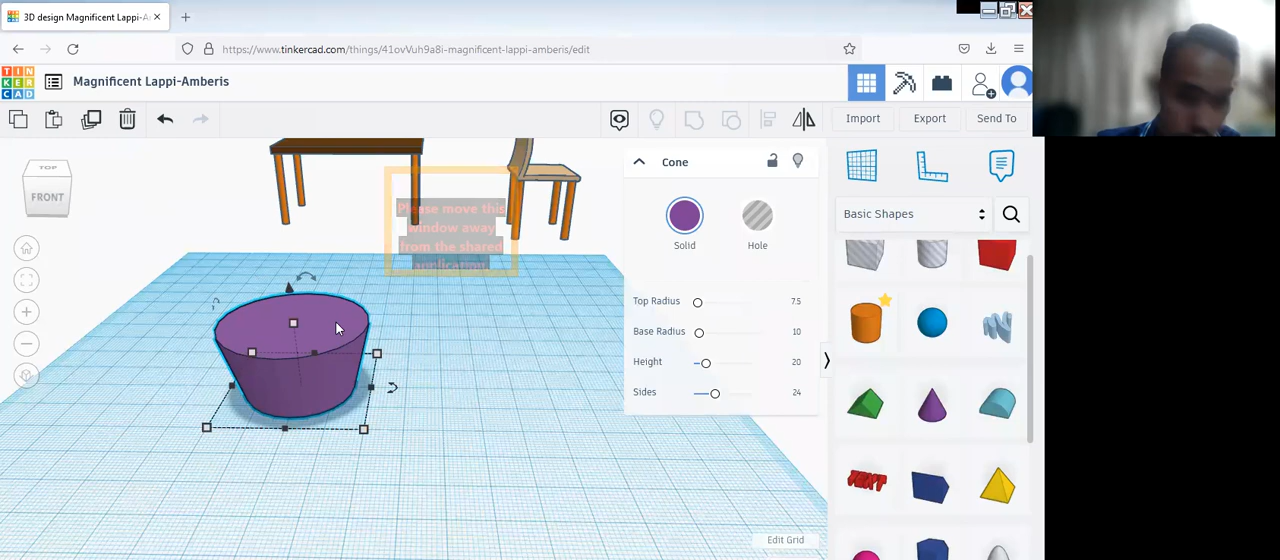 3D design Magnificent Lappi-A
https://www.tinkercad.com/things/41ovVuh9a8i-magnificent-lappi-amberis/edit
TIN
KER
CAD
Magnificent Lappi-Amberis
Import
Export
Send To
TOP
FRONT
Please move this
window away
from the shared
application
Cone
Solid
Hole
Top Radius 7.5
Base Radius 10
Height 20
Sides 24
Basic Shapes
TEXT
Edit Grid